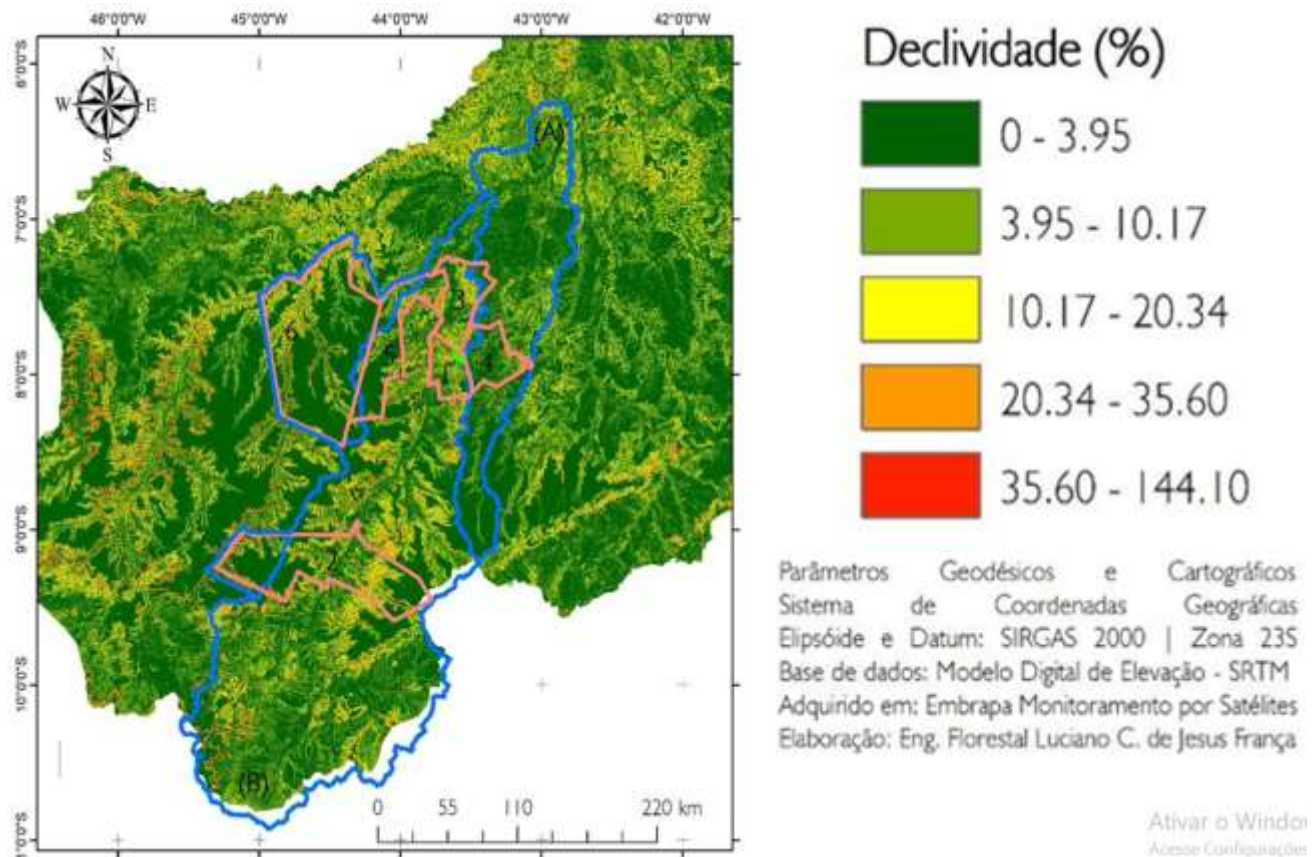 46°0'0"W 45°0'0"W 44°0'0"W 43°0'0"W 42°0'0"W
6°0'0"S
7°0'0"S
8°0'0"S
9°0'0"S
10°0'0"S
N
W E
S
(A)
6
3
5
4
1
2
(B)
0 55 110 220 km
Declividade (%)
0 - 3.95
3.95 - 10.17
10.17 - 20.34
20.34 - 35.60
35.60 - 144.10
Parâmetros Geodésicos e Cartográficos
Sistema de Coordenadas Geográficas
Elipsóide e Datum: SIRGAS 2000 | Zona 23S
Base de dados: Modelo Digital de Elevação - SRTM
Adquirido em: Embrapa Monitoramento por Satélites
Elaboração: Eng. Florestal Luciano C. de Jesus França
Ativar o Window
Acesse Configurações